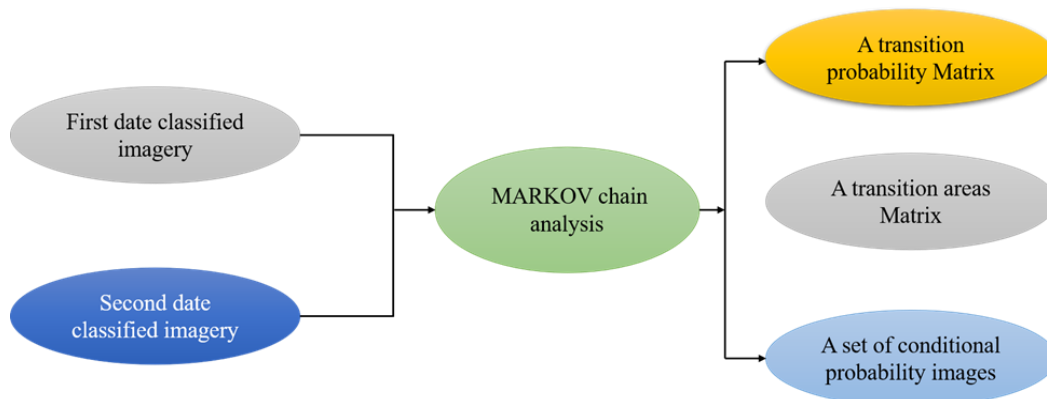 First date classified
imagery
Second date
classified imagery
MARKOV chain
analysis
A transition
probability Matrix
A transition areas
Matrix
A set of conditional
probability images